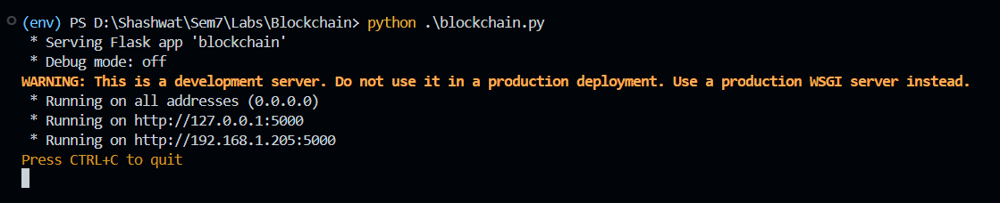 (env) PS D:\Shashwat\Sem7\Labs\Blockchain> python .\blockchain.py
 * Serving Flask app 'blockchain'
 * Debug mode: off
WARNING: This is a development server. Do not use it in a production deployment. Use a production WSGI server instead.
 * Running on all addresses (0.0.0.0)
 * Running on http://127.0.0.1:5000
 * Running on http://192.168.1.205:5000
Press CTRL+C to quit